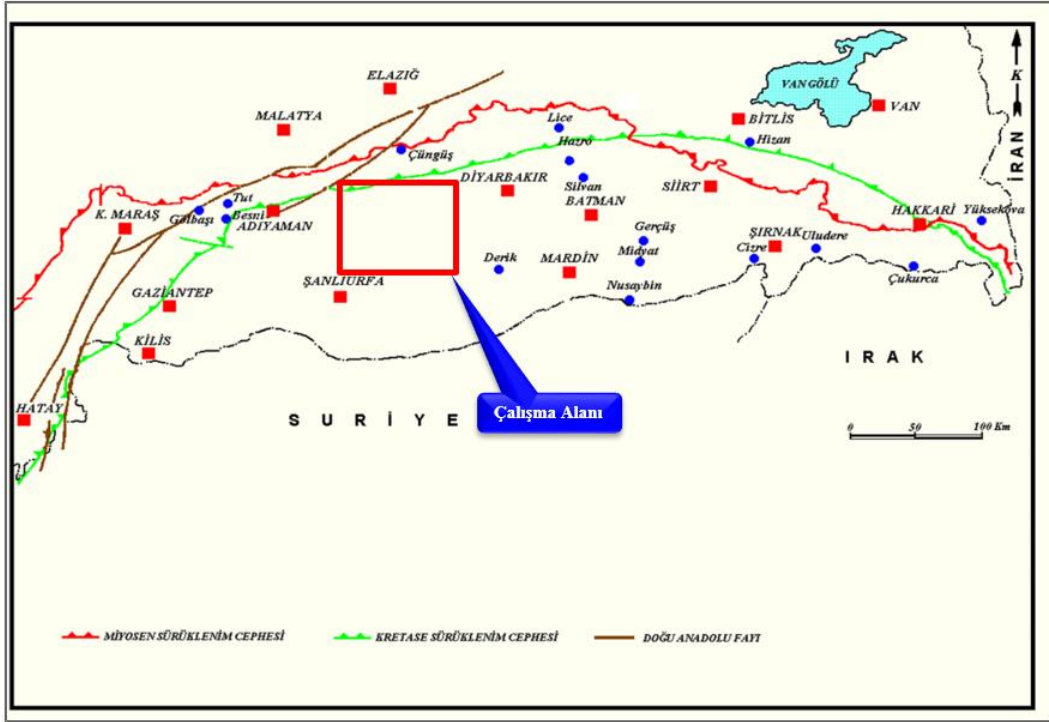 ELAZIĞ
VAN GÖLÜ
K
VAN
MALATYA
BİTLİS
İRAN
Lice
Hizan
Hazro
Çüngüş
DİYARBAKIR
Silvan
SİİRT
BATMAN
Tut
Gölbaşı
Besni
K. MARAŞ
ADIYAMAN
HAKKARİ
Yüksekova
Gerçüş
ŞIRNAK
Uludere
Midyat
Cizre
Derik
MARDİN
Çukurca
ŞANLIURFA
Nusaybin
GAZİANTEP
KİLİS
IRAK
HATAY
SURİYE
Çalışma Alanı
0 50 100 Km
MİYOSEN SÜRÜKLENİM CEPHESİ
KRETASE SÜRÜKLENİM CEPHESİ
DOĞU ANADOLU FAYI